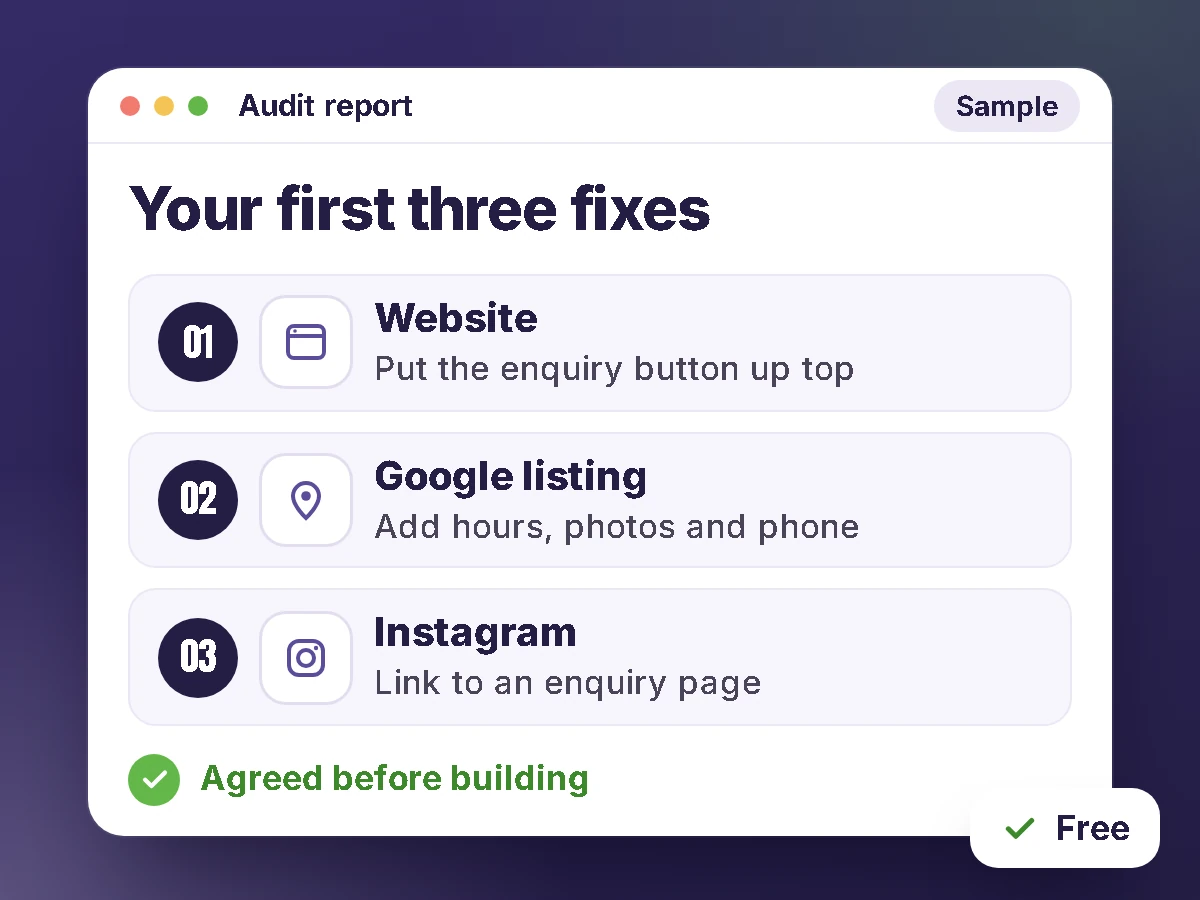 Audit report
Sample
Your first three fixes
01
Website
Put the enquiry button up top
02
Google listing
Add hours, photos and phone
03
Instagram
Link to an enquiry page
Agreed before building
Free